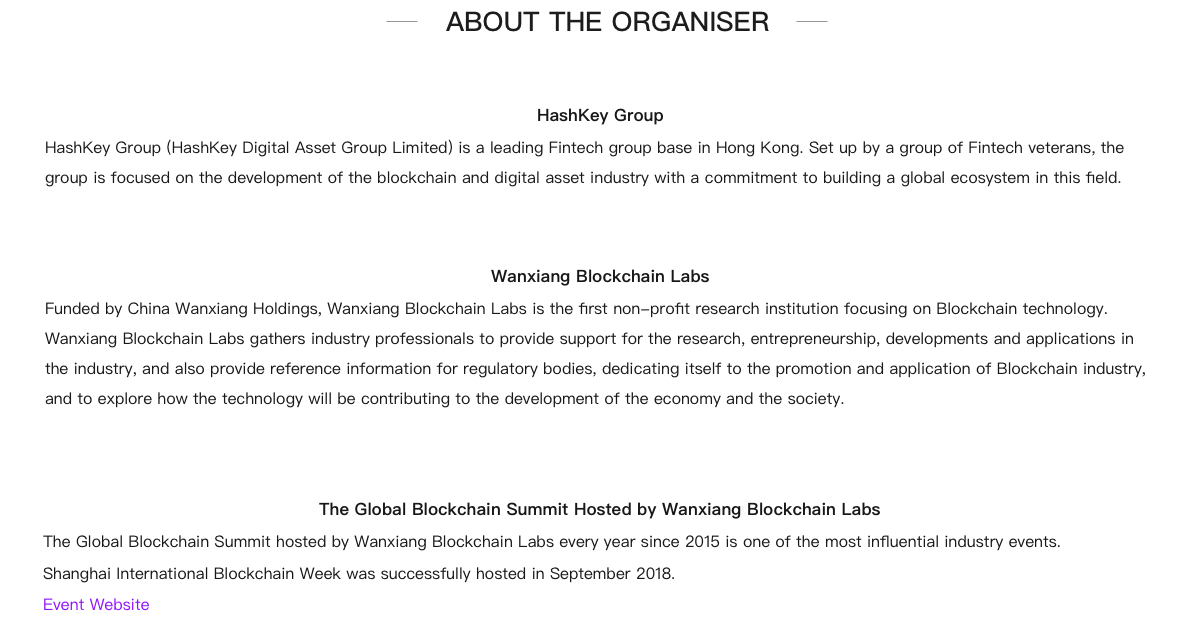 ABOUT THE ORGANISER
HashKey Group
HashKey Group (HashKey Digital Asset Group Limited) is a leading Fintech group base in Hong Kong. Set up by a group of Fintech veterans, the
group is focused on the development of the blockchain and digital asset industry with a commitment to building a global ecosystem in this field.
Wanxiang Blockchain Labs
Funded by China Wanxiang Holdings, Wanxiang Blockchain Labs is the first non-profit research institution focusing on Blockchain technology.
Wanxiang Blockchain Labs gathers industry professionals to provide support for the research, entrepreneurship, developments and applications in
the industry, and also provide reference information for regulatory bodies, dedicating itself to the promotion and application of Blockchain industry,
and to explore how the technology will be contributing to the development of the economy and the society.
The Global Blockchain Summit Hosted by Wanxiang Blockchain Labs
The Global Blockchain Summit hosted by Wanxiang Blockchain Labs every year since 2015 is one of the most influential industry events.
Shanghai International Blockchain Week was successfully hosted in September 2018.
Event Website